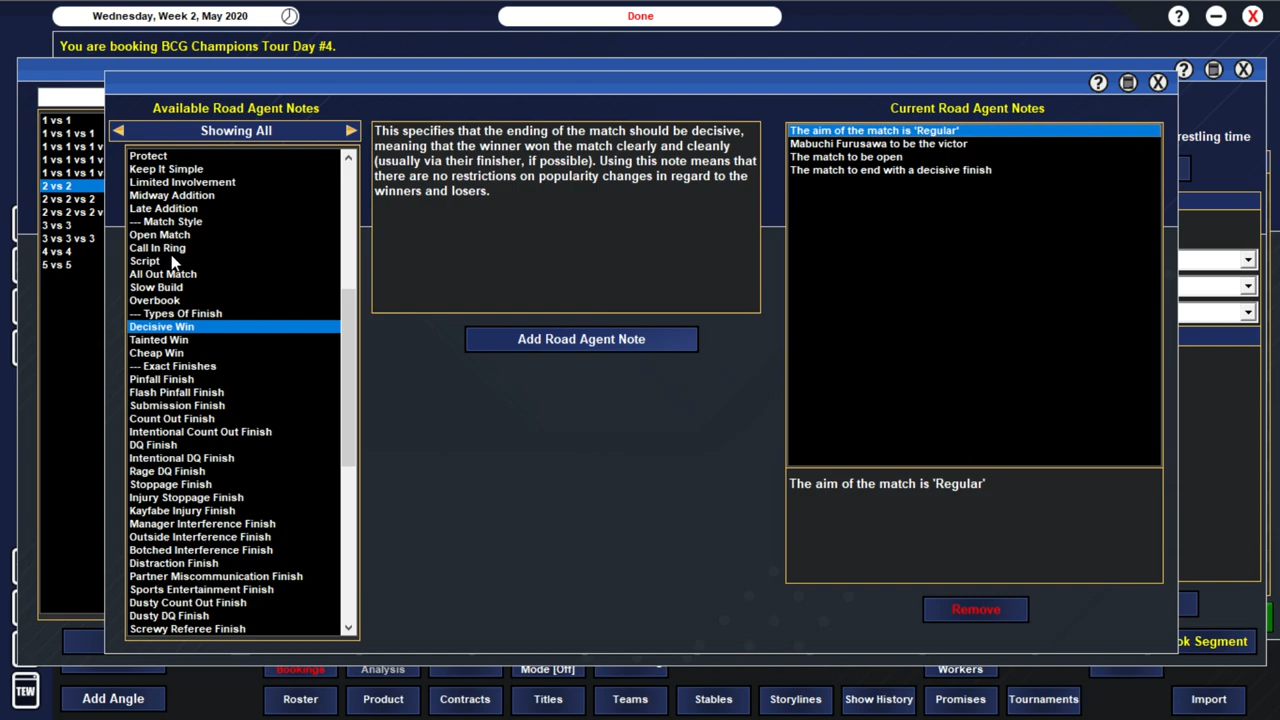 Wednesday, Week 2, May 2020
Done
You are booking BCG Champions Tour Day #4.
1 vs 1
1 vs 1 vs 1
1 vs 1 vs 1 v
1 vs 1 vs 1 v
1 vs 1 vs 1 v
2 vs 2
2 vs 2 vs 2
2 vs 2 vs 2 v
3 vs 3
3 vs 3 vs 3
4 vs 4
5 vs 5
Available Road Agent Notes
Showing All
Protect
Keep It Simple
Limited Involvement
Midway Addition
Late Addition
--- Match Style
Open Match
Call In Ring
Script
All Out Match
Slow Build
Overbook
--- Types Of Finish
Decisive Win
Tainted Win
Cheap Win
--- Exact Finishes
Pinfall Finish
Flash Pinfall Finish
Submission Finish
Count Out Finish
Intentional Count Out Finish
DQ Finish
Intentional DQ Finish
Rage DQ Finish
Stoppage Finish
Injury Stoppage Finish
Kayfabe Injury Finish
Manager Interference Finish
Outside Interference Finish
Botched Interference Finish
Distraction Finish
Partner Miscommunication Finish
Sports Entertainment Finish
Dusty Count Out Finish
Dusty DQ Finish
Screwy Referee Finish
This specifies that the ending of the match should be decisive,
meaning that the winner won the match clearly and cleanly
(usually via their finisher, if possible). Using this note means that
there are no restrictions on popularity changes in regard to the
winners and losers.
Add Road Agent Note
Current Road Agent Notes
The aim of the match is 'Regular'
Mabuchi Furusawa to be the victor
The match to be open
The match to end with a decisive finish
The aim of the match is 'Regular'
Remove
restling time
ok Segment
Bookings
Analysis
Mode [Off]
Workers
TEW
Add Angle
Roster
Product
Contracts
Titles
Teams
Stables
Storylines
Show History
Promises
Tournaments
Import